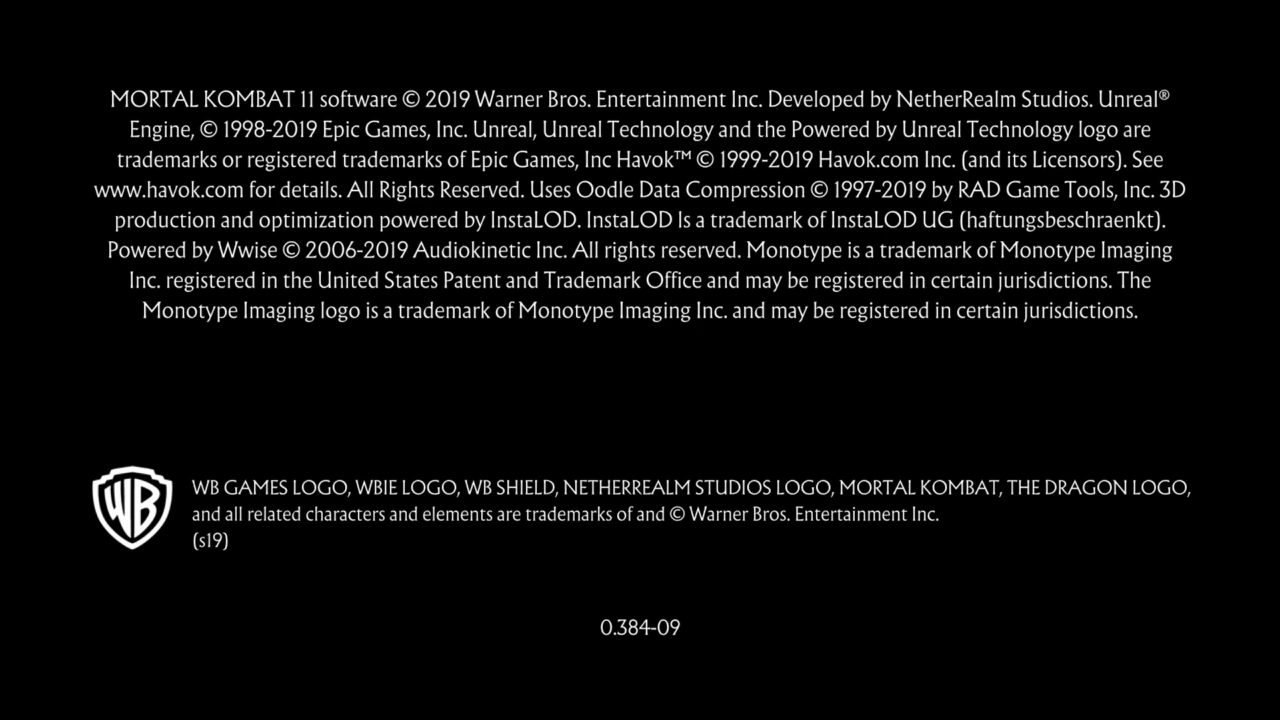 MORTAL KOMBAT 11 software © 2019 Warner Bros. Entertainment Inc. Developed by NetherRealm Studios. Unreal®
Engine, © 1998-2019 Epic Games, Inc. Unreal, Unreal Technology and the Powered by Unreal Technology logo are
trademarks or registered trademarks of Epic Games, Inc Havok™ © 1999-2019 Havok.com Inc. (and its Licensors). See
www.havok.com for details. All Rights Reserved. Uses Oodle Data Compression © 1997-2019 by RAD Game Tools, Inc. 3D
production and optimization powered by InstaLOD. InstaLOD Is a trademark of InstaLOD UG (haftungsbeschraenkt).
Powered by Wwise © 2006-2019 Audiokinetic Inc. All rights reserved. Monotype is a trademark of Monotype Imaging
Inc. registered in the United States Patent and Trademark Office and may be registered in certain jurisdictions. The
Monotype Imaging logo is a trademark of Monotype Imaging Inc. and may be registered in certain jurisdictions.
WB
WB GAMES LOGO, WBIE LOGO, WB SHIELD, NETHERREALM STUDIOS LOGO, MORTAL KOMBAT, THE DRAGON LOGO,
and all related characters and elements are trademarks of and © Warner Bros. Entertainment Inc.
(s19)
0.384-09